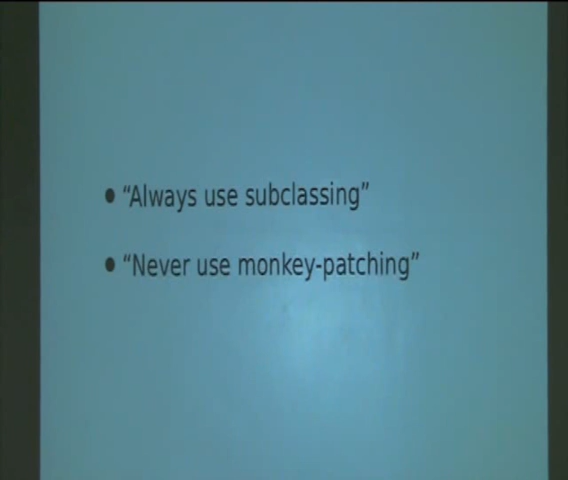 • “Always use subclassing”
• “Never use monkey-patching”